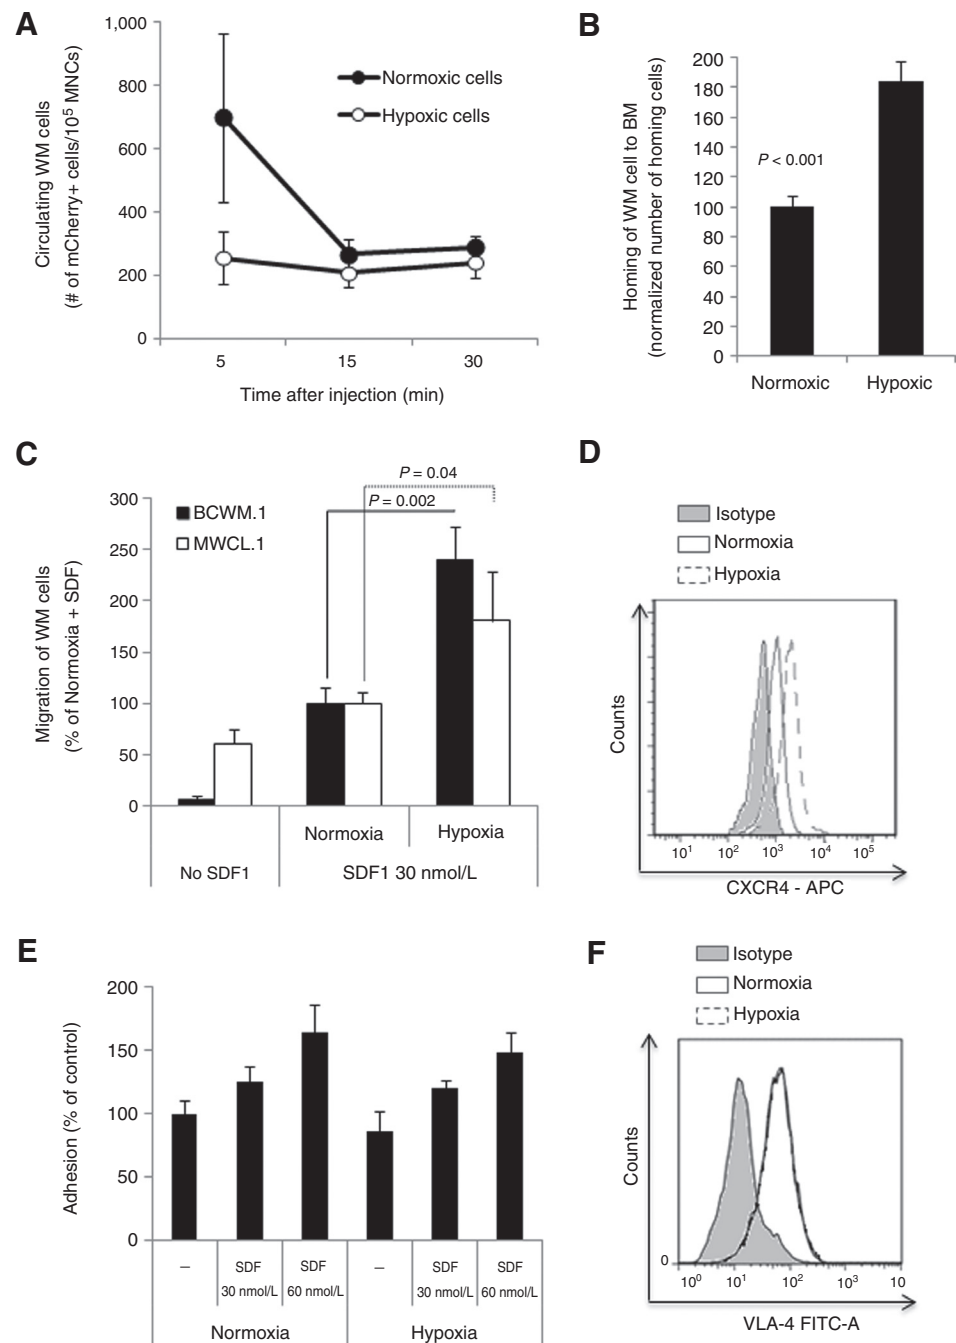 A
1,000
800
600
400
200
0
Circulating WM cells
(# of mCherry+ cells/10⁵ MNCs)
Normoxic cells
Hypoxic cells
5 15 30
Time after injection (min)
B
200
180
160
140
120
100
80
60
40
20
0
Homing of WM cell to BM
(normalized number of homing cells)
P < 0.001
Normoxic Hypoxic
C
300
250
200
150
100
50
0
Migration of WM cells
(% of Normoxia + SDF)
BCWM.1
MWCL.1
P = 0.04
P = 0.002
Normoxia Hypoxia
No SDF1 SDF1 30 nmol/L
D
Isotype
Normoxia
Hypoxia
Counts
10¹ 10² 10³ 10⁴ 10⁵
CXCR4 - APC
E
200
150
100
50
0
Adhesion (% of control)
– SDF SDF – SDF SDF
30 nmol/L 60 nmol/L 30 nmol/L 60 nmol/L
Normoxia Hypoxia
F
Isotype
Normoxia
Hypoxia
Counts
0
10⁰ 10¹ 10² 10³ 10
VLA-4 FITC-A